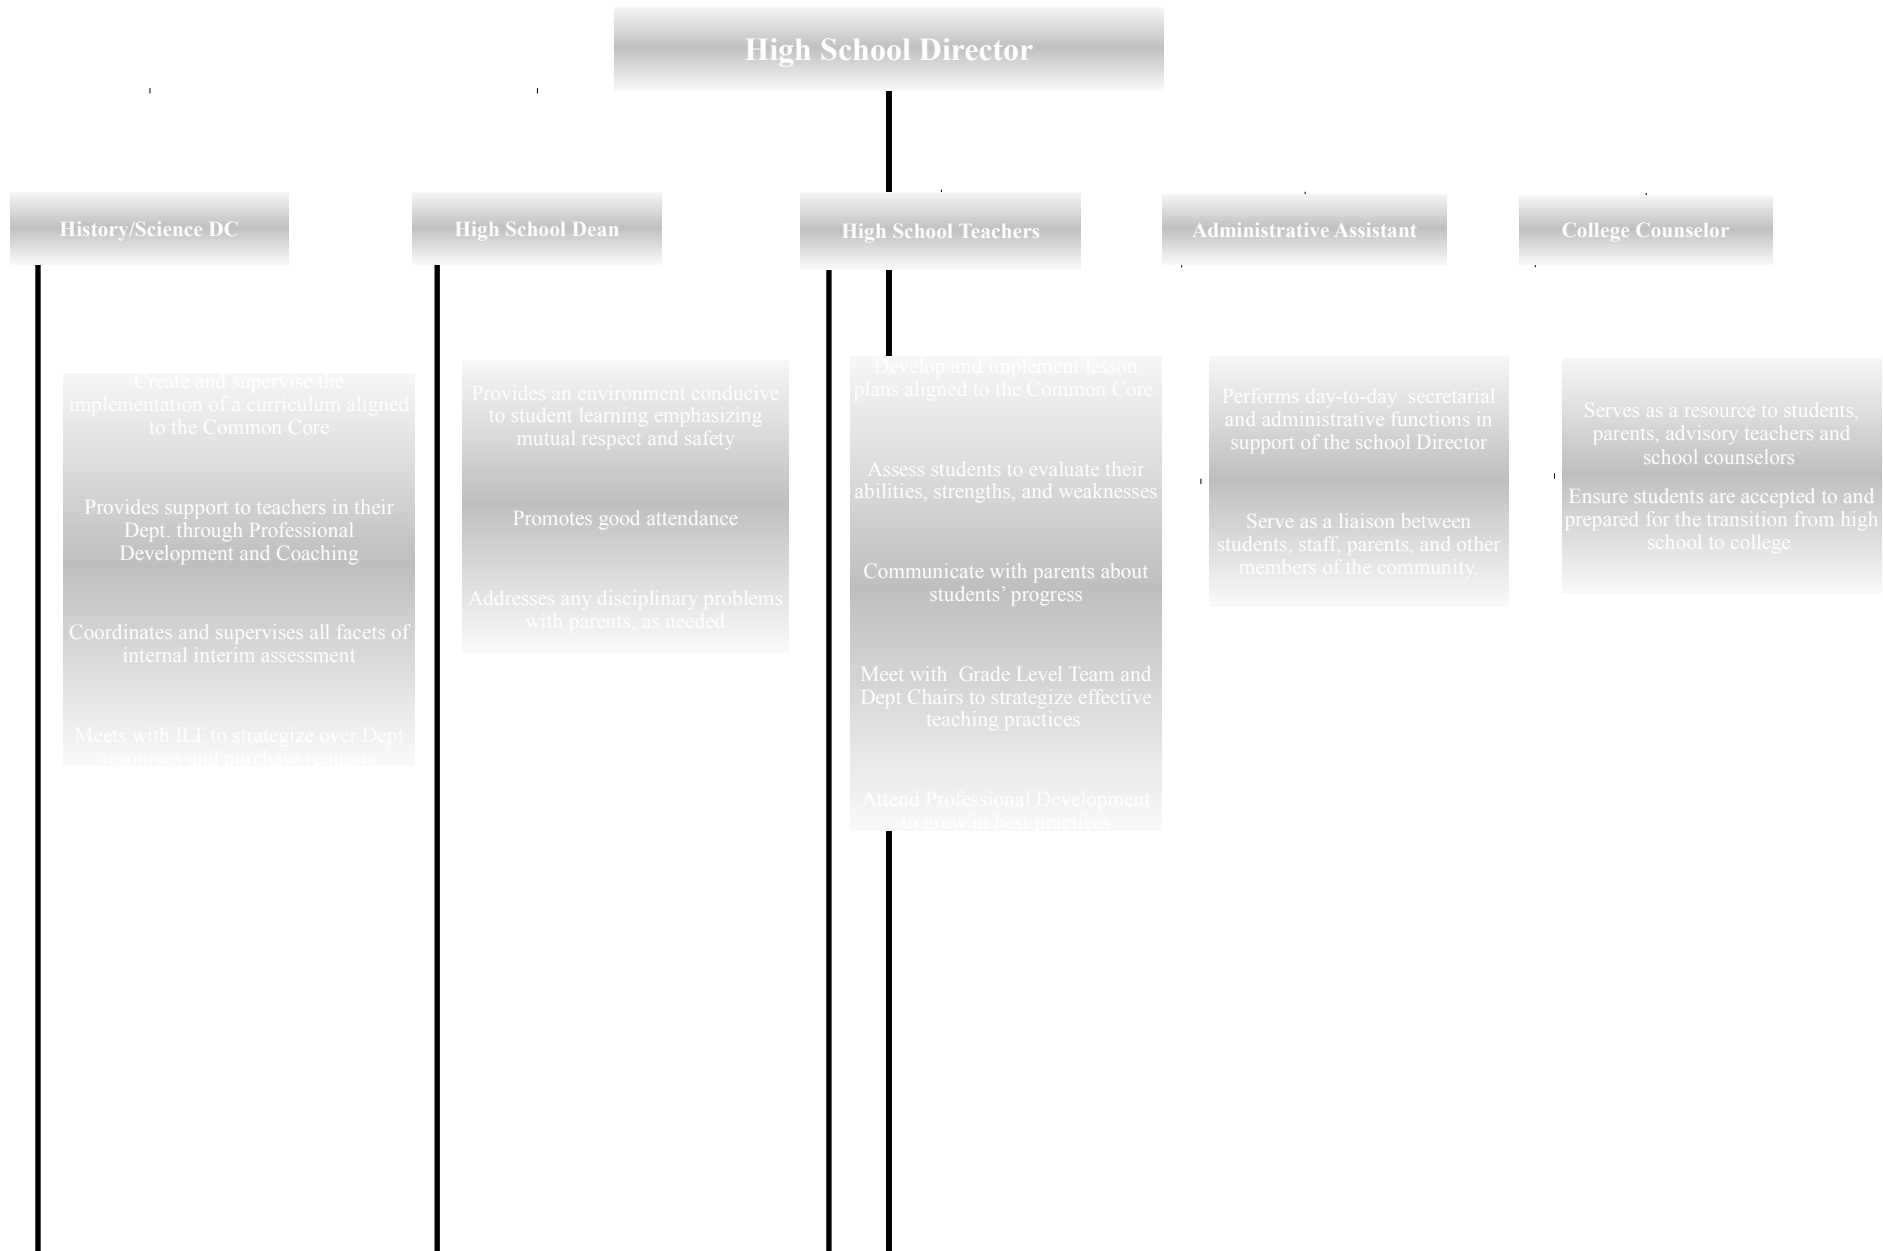 High School Director
History/Science DC
High School Dean
High School Teachers
Administrative Assistant
College Counselor
Create and supervise the
implementation of a curriculum aligned
to the Common Core
Provides support to teachers in their
Dept. through Professional
Development and Coaching
Coordinates and supervises all facets of
internal interim assessment
Meets with ILT to strategize over Dept
resources and purchase requests
Provides an environment conducive
to student learning emphasizing
mutual respect and safety
Promotes good attendance
Addresses any disciplinary problems
with parents, as needed
Develop and implement lesson
plans aligned to the Common Core
Assess students to evaluate their
abilities, strengths, and weaknesses
Communicate with parents about
students’ progress
Meet with  Grade Level Team and
Dept Chairs to strategize effective
teaching practices
Attend Professional Development
to grow in best practices
Performs day-to-day  secretarial
and administrative functions in
support of the school Director
Serve as a liaison between
students, staff, parents, and other
members of the community.
Serves as a resource to students,
parents, advisory teachers and
school counselors
Ensure students are accepted to and
prepared for the transition from high
school to college